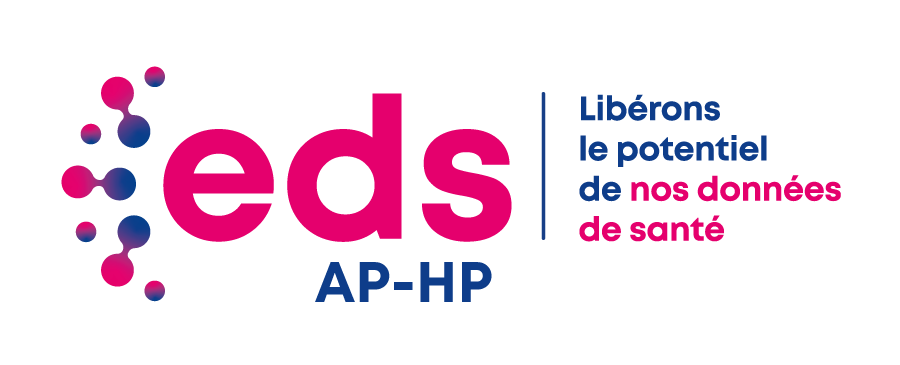 eds
AP-HP
Libérons
le potentiel
de nos données
de santé